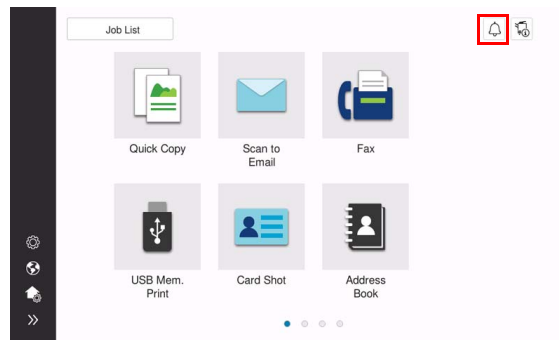 Job List
Quick Copy
Scan to
Email
Fax
USB Mem.
Print
Card Shot
Address
Book